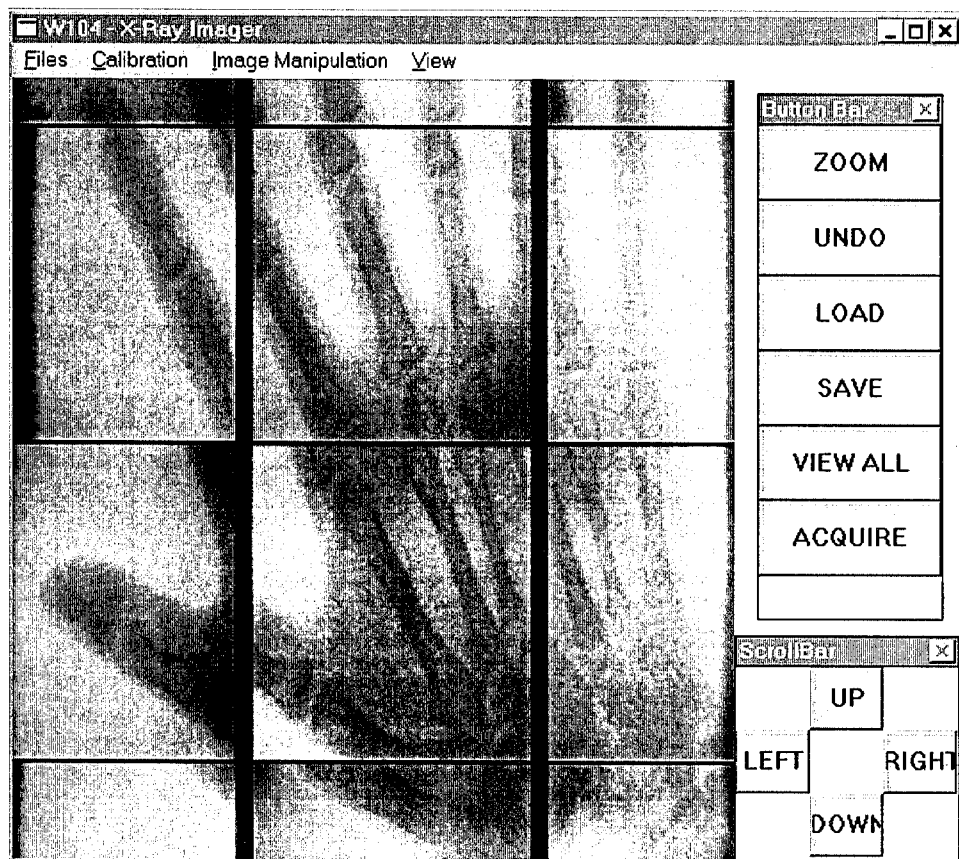 X-Ray Imager
Files Calibration Image Manipulation View
Button Bar
ZOOM
UNDO
LOAD
SAVE
VIEW ALL
ACQUIRE
ScrollBar
UP
LEFT RIGHT
DOWN